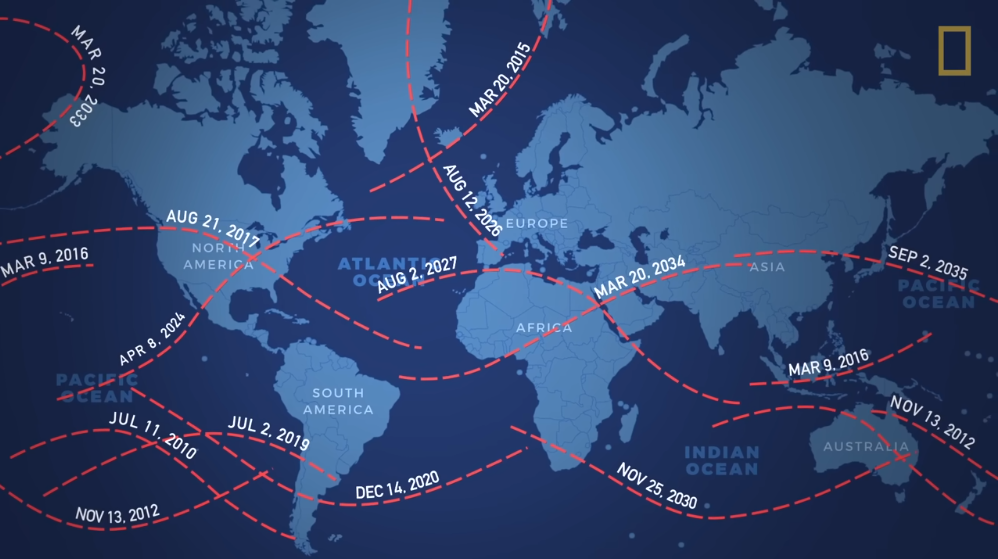 MAR 20, 2033
MAR 20, 2015
AUG 12, 2026
AUG 21, 2017
EUROPE
NORTH
AMERICA
MAR 9, 2016
ATLANTIC
OCEAN
AUG 2, 2027
MAR 20, 2034
ASIA
SEP 2, 2035
PACIFIC
OCEAN
AFRICA
APR 8, 2024
MAR 9, 2016
PACIFIC
OCEAN
SOUTH
AMERICA
JUL 11, 2010
JUL 2, 2019
NOV 13, 2012
AUSTRALIA
INDIAN
OCEAN
DEC 14, 2020
NOV 25, 2030
NOV 13, 2012